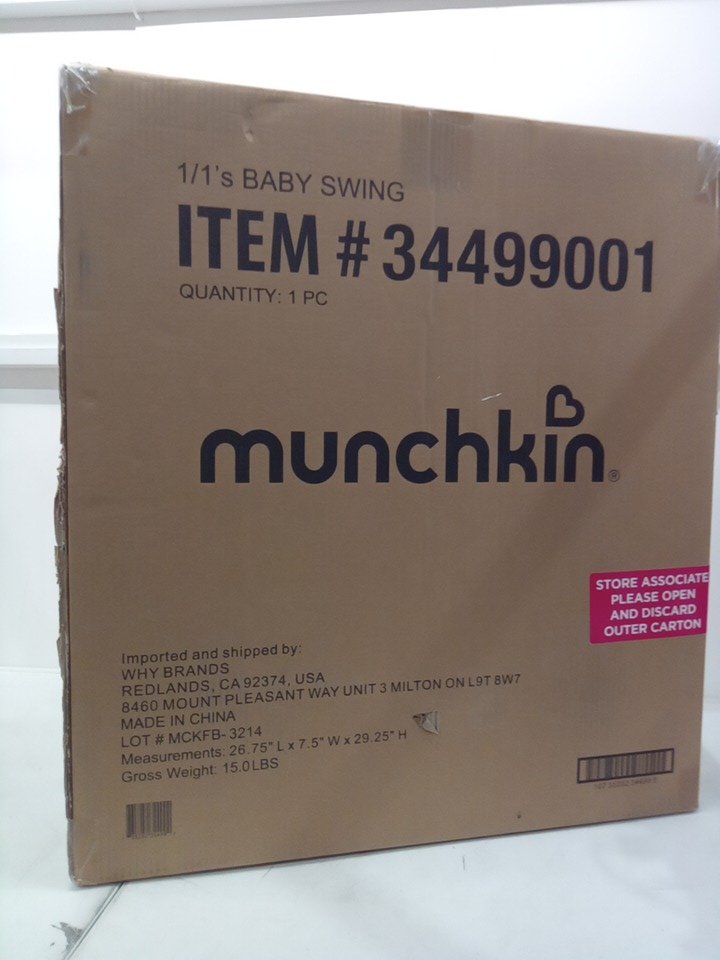 1/1's BABY SWING
ITEM # 34499001
QUANTITY: 1 PC
munchkin®
STORE ASSOCIATE
PLEASE OPEN
AND DISCARD
OUTER CARTON
Imported and shipped by:
WHY BRANDS
REDLANDS, CA 92374, USA
8460 MOUNT PLEASANT WAY UNIT 3 MILTON ON L9T 8W7
MADE IN CHINA
LOT # MCKFB-3214
Measurements: 26.75" L x 7.5" W x 29.25" H
Gross Weight: 15.0LBS